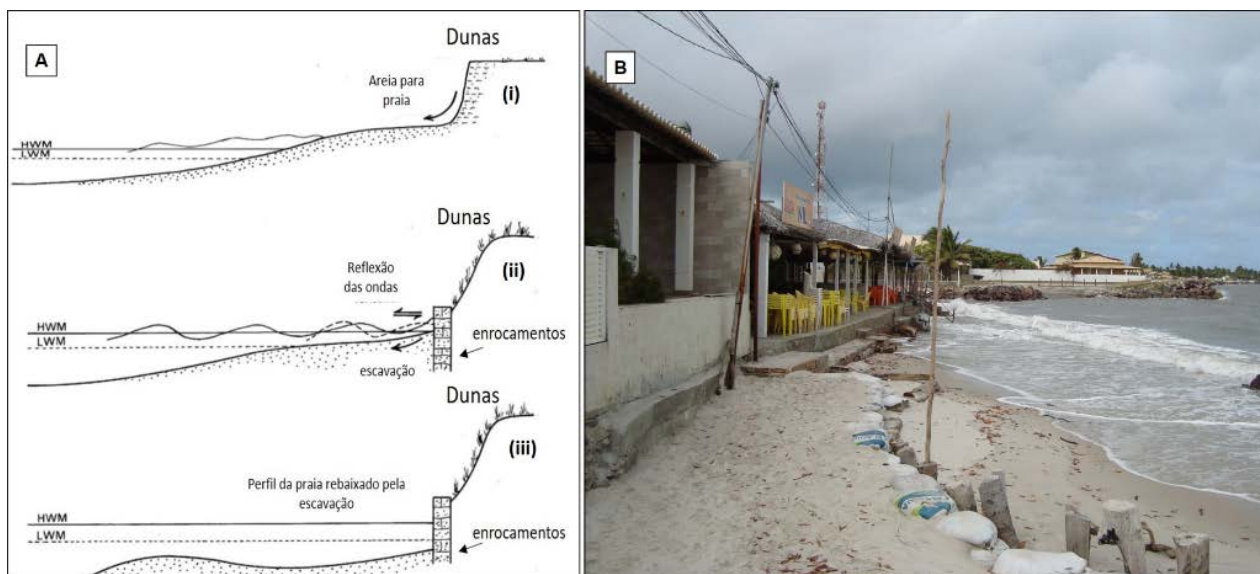 A
Dunas
Areia para
praia
(i)
HWM
LWM
Dunas
Reflexão
das ondas
(ii)
HWM
LWM
enrocamentos
escavação
Dunas
(iii)
Perfil da praia rebaixado pela
escavação
HWM
LWM
enrocamentos
B